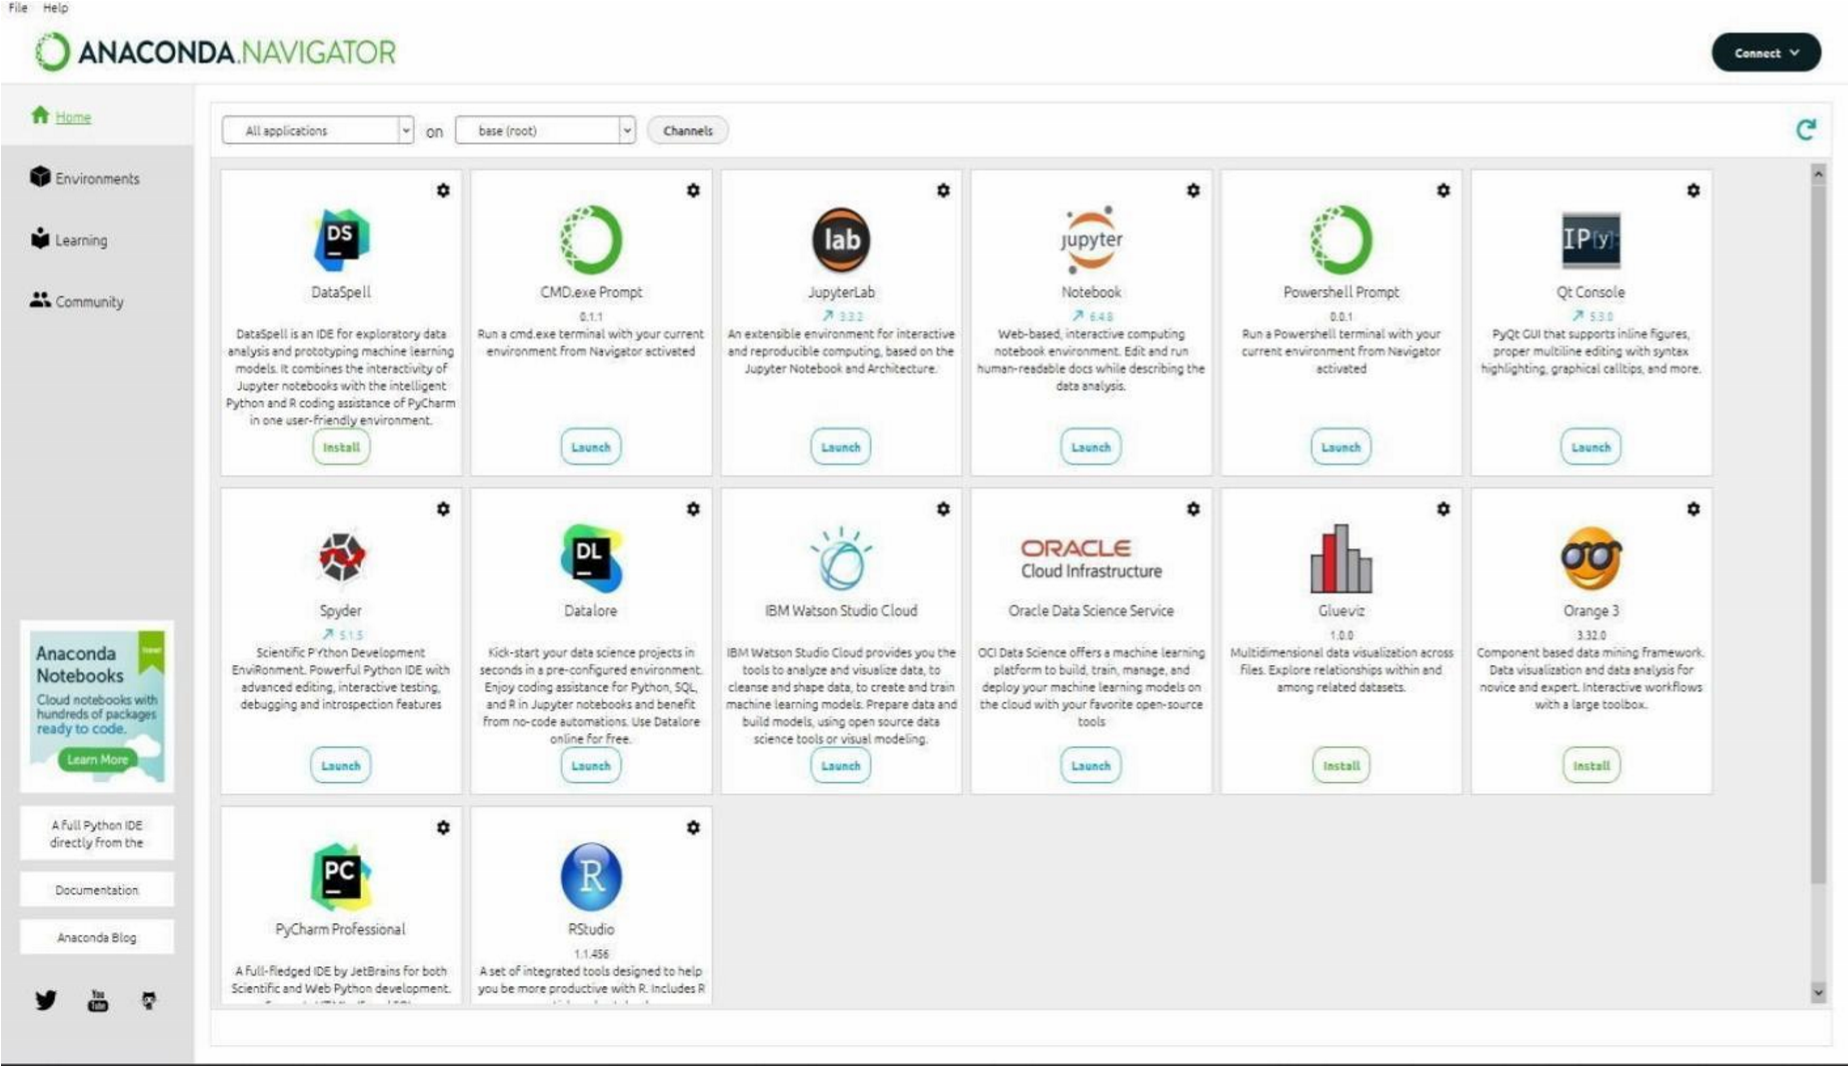 File Help
ANACONDA.NAVIGATOR
Connect
Home
Environments
Learning
Community
All applications on base (root) Channels
DS
DataSpell
DataSpell is an IDE for exploratory data
analysis and prototyping machine learning
models. It combines the interactivity of
Jupyter notebooks with the intelligent
Python and R coding assistance of PyCharm
in one user-friendly environment.
Install
CMD.exe Prompt
0.1.1
Run a cmd.exe terminal with your current
environment from Navigator activated
Launch
lab
JupyterLab
3.3.2
An extensible environment for interactive
and reproducible computing, based on the
Jupyter Notebook and Architecture.
Launch
jupyter
Notebook
6.4.8
Web-based, interactive computing
notebook environment. Edit and run
human-readable docs while describing the
data analysis.
Launch
Powershell Prompt
0.0.1
Run a Powershell terminal with your
current environment from Navigator
activated
Launch
IP[y]:
Qt Console
5.3.0
PyQt GUI that supports inline figures,
proper multiline editing with syntax
highlighting, graphical calltips, and more.
Launch
Spyder
5.1.5
Scientific PYthon Development
EnviRonment. Powerful Python IDE with
advanced editing, interactive testing,
debugging and introspection features
Launch
DL
Datalore
Kick-start your data science projects in
seconds in a pre-configured environment.
Enjoy coding assistance for Python, SQL,
and R in Jupyter notebooks and benefit
from no-code automations. Use Datalore
online for free.
Launch
IBM Watson Studio Cloud
IBM Watson Studio Cloud provides you the
tools to analyze and visualize data, to
cleanse and shape data, to create and train
machine learning models. Prepare data and
build models, using open source data
science tools or visual modeling.
Launch
ORACLE
Cloud Infrastructure
Oracle Data Science Service
OCI Data Science offers a machine learning
platform to build, train, manage, and
deploy your machine learning models on
the cloud with your favorite open-source
tools
Launch
Glueviz
1.0.0
Multidimensional data visualization across
files. Explore relationships within and
among related datasets.
Install
Orange 3
3.32.0
Component based data mining framework.
Data visualization and data analysis for
novice and expert. Interactive workflows
with a large toolbox.
Install
PC
PyCharm Professional
A full-fledged IDE by JetBrains for both
Scientific and Web Python development.
R
RStudio
1.1.456
A set of integrated tools designed to help
you be more productive with R. Includes R
Anaconda
Notebooks
Cloud notebooks with
hundreds of packages
ready to code.
Learn More
A full Python IDE
directly from the
Documentation
Anaconda Blog
You
Tube